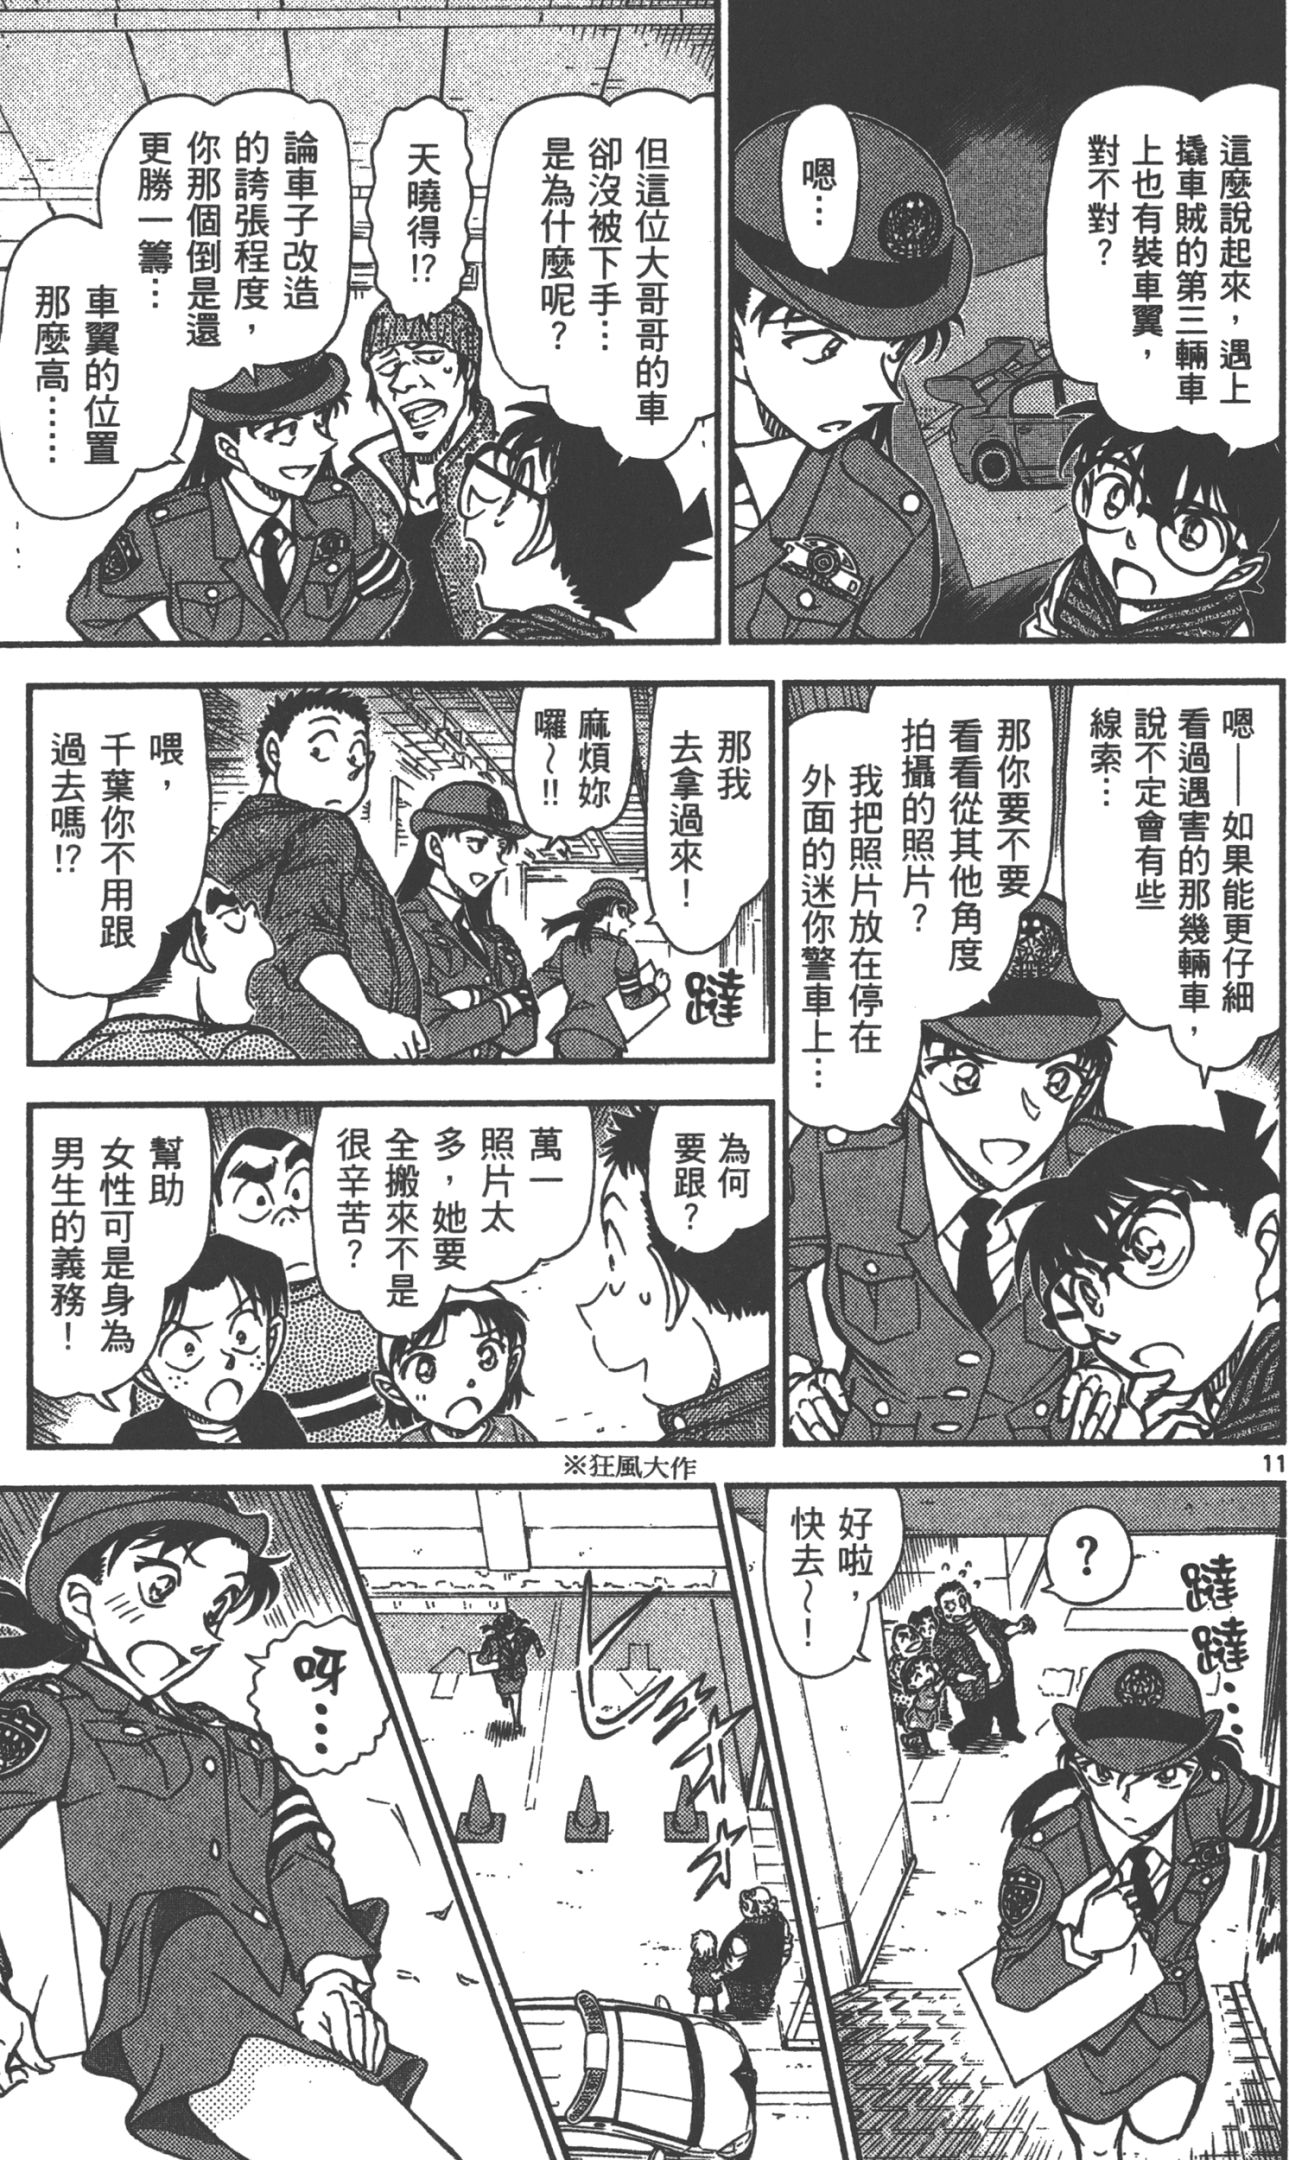 這麼說起來，遇上
撬車賊的第三輛車
上也有裝車翼，
對不對？
嗯…
但這位大哥哥的車
卻沒被下手…
是為什麼呢？
天曉得!?
論車子改造
的誇張程度，
你那個倒是還
更勝一籌…
車翼的位置
那麼高……
嗯——如果能更仔細
看過遇害的那幾輛車，
說不定會有些
線索…
那你要不要
看看從其他角度
拍攝的照片？
我把照片放在停在
外面的迷你警車上…
那我
去拿過來！
麻煩妳
囉～!!
躂
喂，
千葉你不用跟
過去嗎!?
為何
要跟？
萬一
照片太
多，她要
全搬來不是
很辛苦？
幫助
女性可是身為
男生的義務！
※狂風大作
11
躂
躂…
？
好啦，
快去～！
呀…